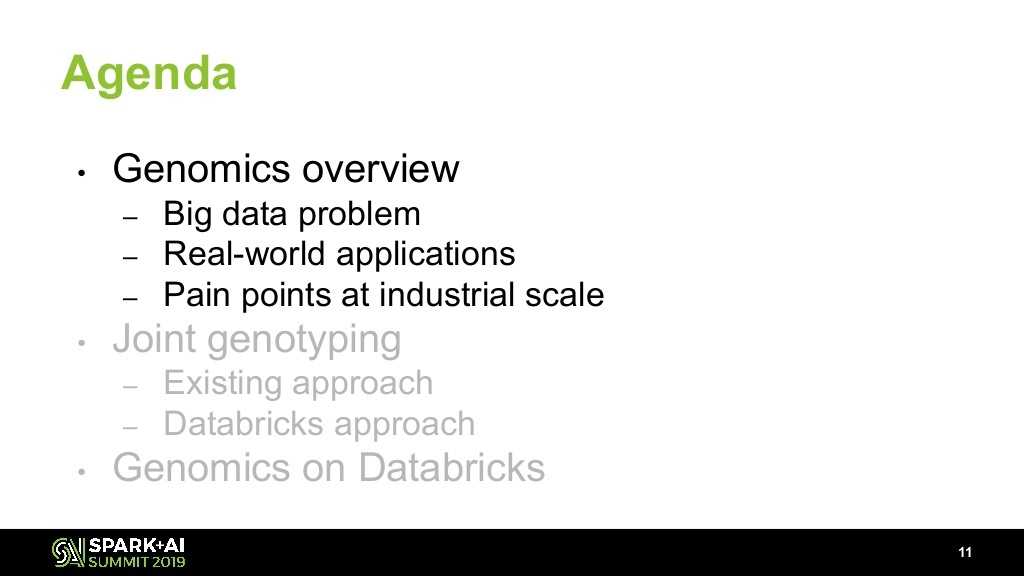 Agenda
• Genomics overview
– Big data problem
– Real-world applications
– Pain points at industrial scale
• Joint genotyping
– Existing approach
– Databricks approach
• Genomics on Databricks
SPARK+AI
SUMMIT 2019
11